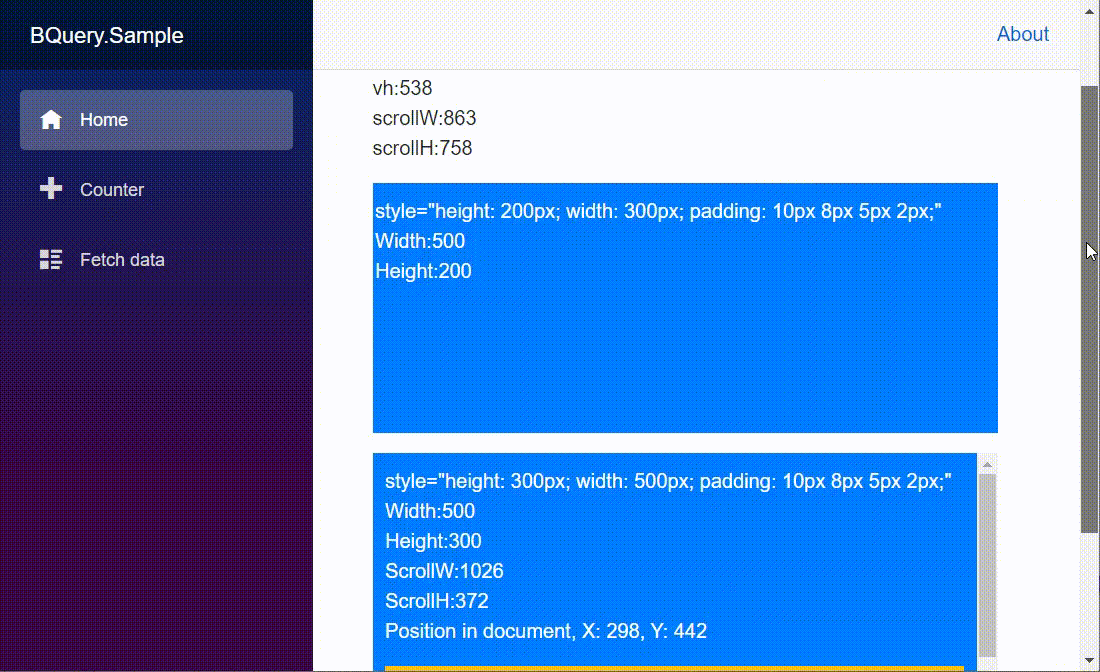 BQuery.Sample
About
Home
Counter
Fetch data
vh:538
scrollW:863
scrollH:758
style="height: 200px; width: 300px; padding: 10px 8px 5px 2px;"
Width:500
Height:200
style="height: 300px; width: 500px; padding: 10px 8px 5px 2px;"
Width:500
Height:300
ScrollW:1026
ScrollH:372
Position in document, X: 298, Y: 442